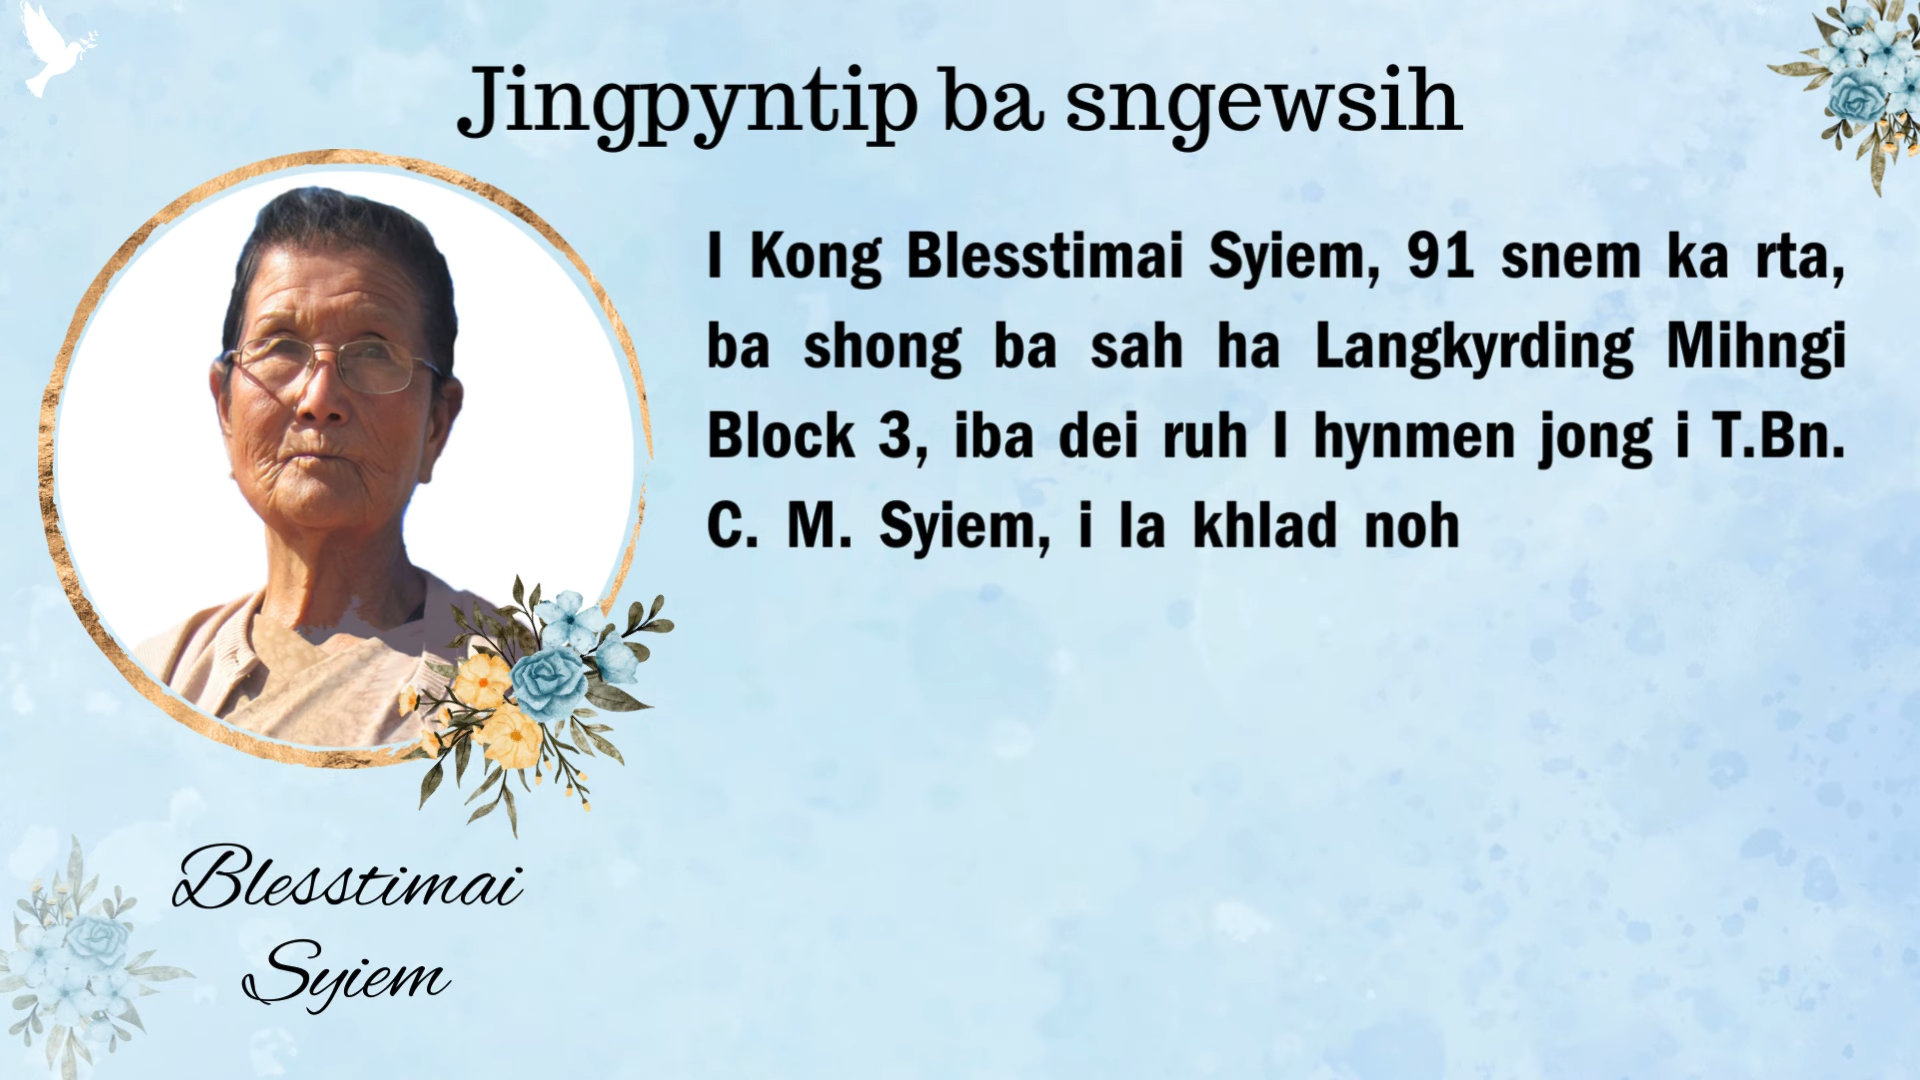 Jingpyntip ba sngewsih
I Kong Blesstimai Syiem, 91 snem ka rta,
ba shong ba sah ha Langkyrding Mihngi
Block 3, iba dei ruh I hynmen jong i T.Bn.
C. M. Syiem, i la khlad noh
Blesstimai
Syiem